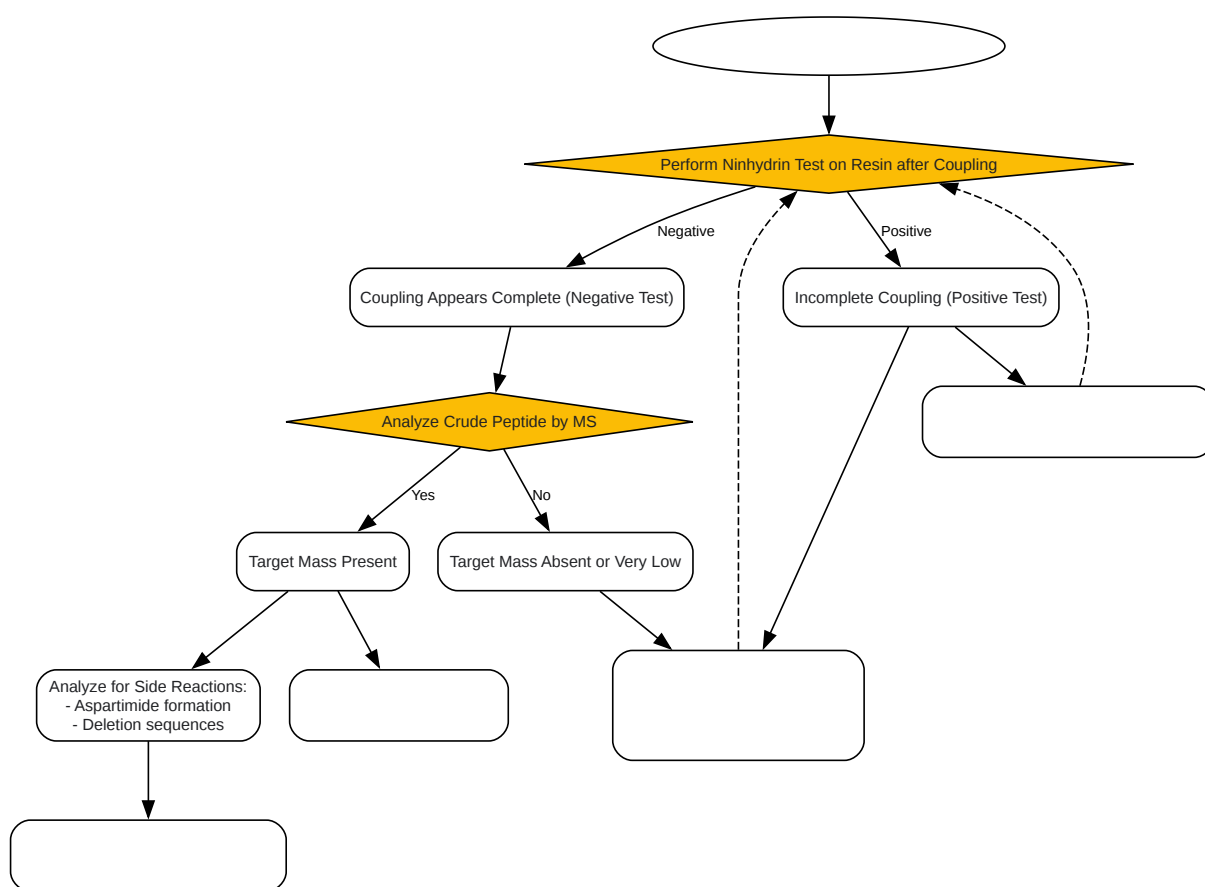 Perform Ninhydrin Test on Resin after Coupling
Negative
Positive
Coupling Appears Complete (Negative Test)
Incomplete Coupling (Positive Test)
Analyze Crude Peptide by MS
Yes
No
Target Mass Present
Target Mass Absent or Very Low
Analyze for Side Reactions:
- Aspartimide formation
- Deletion sequences